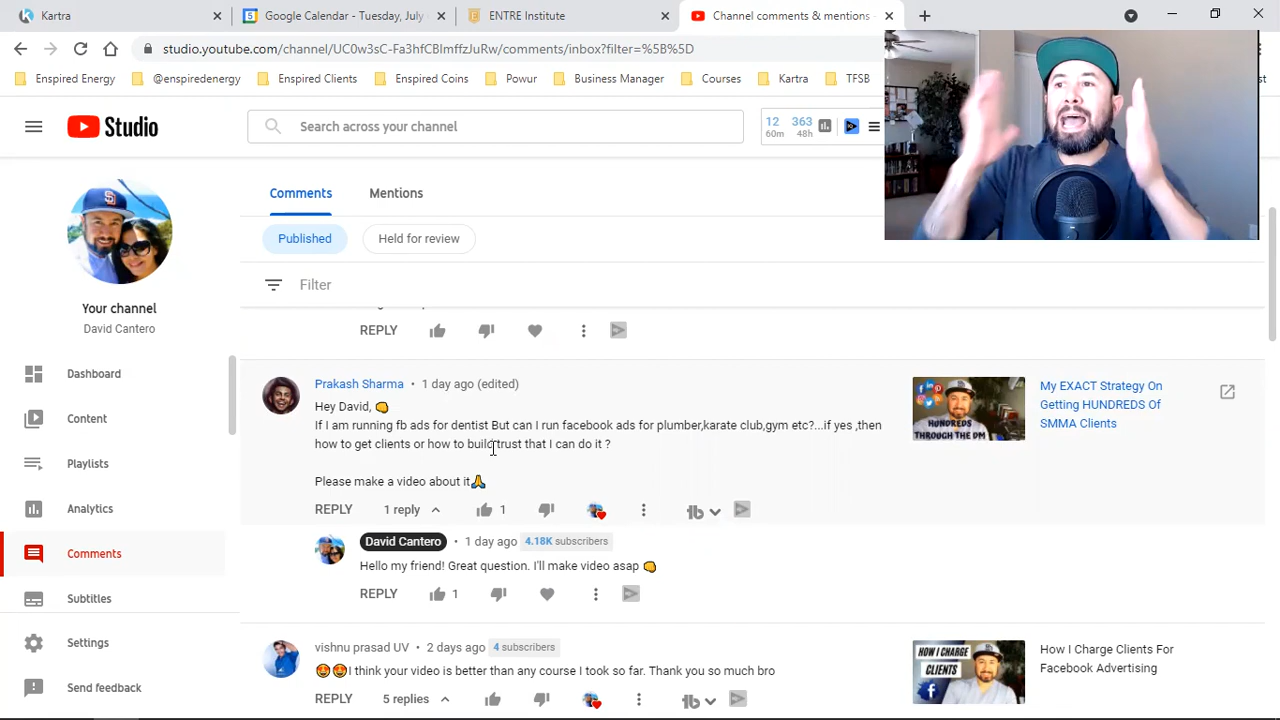 Kartra
Google Calendar - Tuesday, July
ENTRE Institute
Channel comments & mentions -
studio.youtube.com/channel/UC0w3sC-Fa3hfCBlmffzJuRw/comments/inbox?filter=%5B%5D
Enspired Energy
@enspiredenergy
Enspired Clients
Enspired Coins
Powur
Business Manager
Courses
Kartra
TFSB
Studio
Search across your channel
12 363
60m 48h
Your channel
David Cantero
Dashboard
Content
Playlists
Analytics
Comments
Subtitles
Settings
Send feedback
Comments
Mentions
Published
Held for review
Filter
REPLY
Prakash Sharma • 1 day ago (edited)
Hey David, 👊
If I am running fb ads for dentist But can I run facebook ads for plumber,karate club,gym etc?...if yes ,then
how to get clients or how to build trust that I can do it ?
Please make a video about it🙏
REPLY 1 reply 1
My EXACT Strategy On
Getting HUNDREDS Of
SMMA Clients
HUNDREDS
THROUGH THE DM
David Cantero 1 day ago 4.18K subscribers
Hello my friend! Great question. I'll make video asap 👊
REPLY 1
vishnu prasad UV • 2 days ago 4 subscribers
😍😍I think your video is better than any course I took so far. Thank you so much bro
REPLY 5 replies
HOW I CHARGE
CLIENTS
How I Charge Clients For
Facebook Advertising